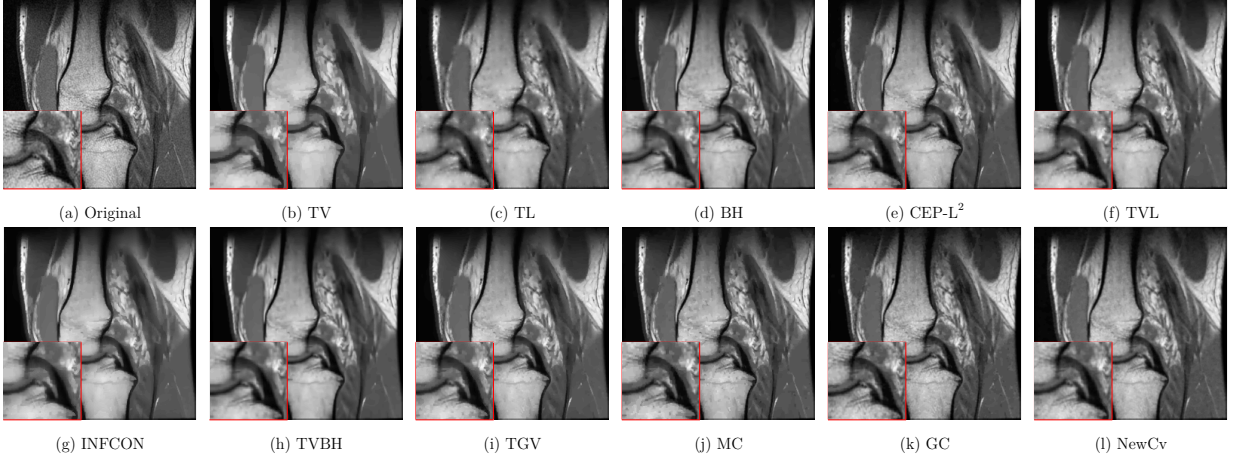 (a) Original (b) TV (c) TL (d) BH (e) CEP-L² (f) TVL
(g) INFCON (h) TVBH (i) TGV (j) MC (k) GC (l) NewCv